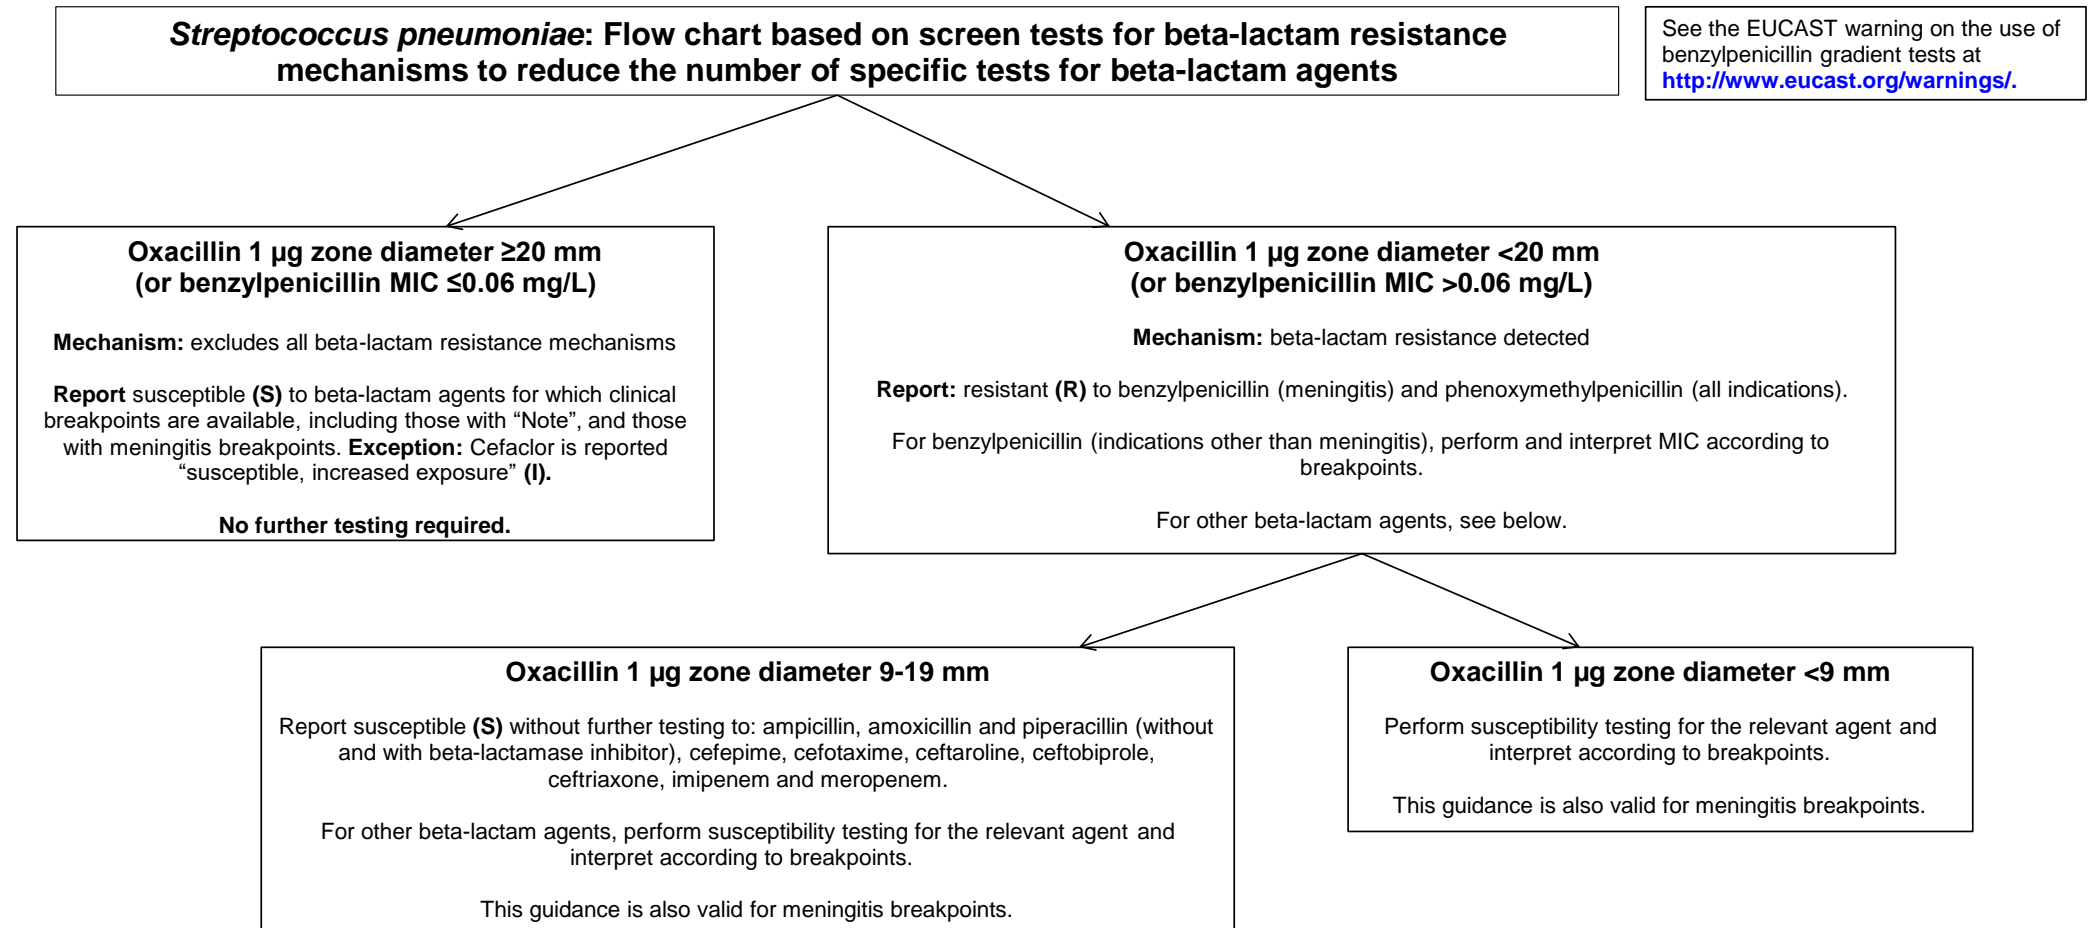 Streptococcus pneumoniae: Flow chart based on screen tests for beta-lactam resistance
mechanisms to reduce the number of specific tests for beta-lactam agents
See the EUCAST warning on the use of
benzylpenicillin gradient tests at
http://www.eucast.org/warnings/.
Oxacillin 1 µg zone diameter ≥20 mm
(or benzylpenicillin MIC ≤0.06 mg/L)
Mechanism: excludes all beta-lactam resistance mechanisms
Report susceptible (S) to beta-lactam agents for which clinical
breakpoints are available, including those with “Note”, and those
with meningitis breakpoints. Exception: Cefaclor is reported
“susceptible, increased exposure” (I).
No further testing required.
Oxacillin 1 µg zone diameter <20 mm
(or benzylpenicillin MIC >0.06 mg/L)
Mechanism: beta-lactam resistance detected
Report: resistant (R) to benzylpenicillin (meningitis) and phenoxymethylpenicillin (all indications).
For benzylpenicillin (indications other than meningitis), perform and interpret MIC according to
breakpoints.
For other beta-lactam agents, see below.
Oxacillin 1 µg zone diameter 9-19 mm
Report susceptible (S) without further testing to: ampicillin, amoxicillin and piperacillin (without
and with beta-lactamase inhibitor), cefepime, cefotaxime, ceftaroline, ceftobiprole,
ceftriaxone, imipenem and meropenem.
For other beta-lactam agents, perform susceptibility testing for the relevant agent and
interpret according to breakpoints.
This guidance is also valid for meningitis breakpoints.
Oxacillin 1 µg zone diameter <9 mm
Perform susceptibility testing for the relevant agent and
interpret according to breakpoints.
This guidance is also valid for meningitis breakpoints.